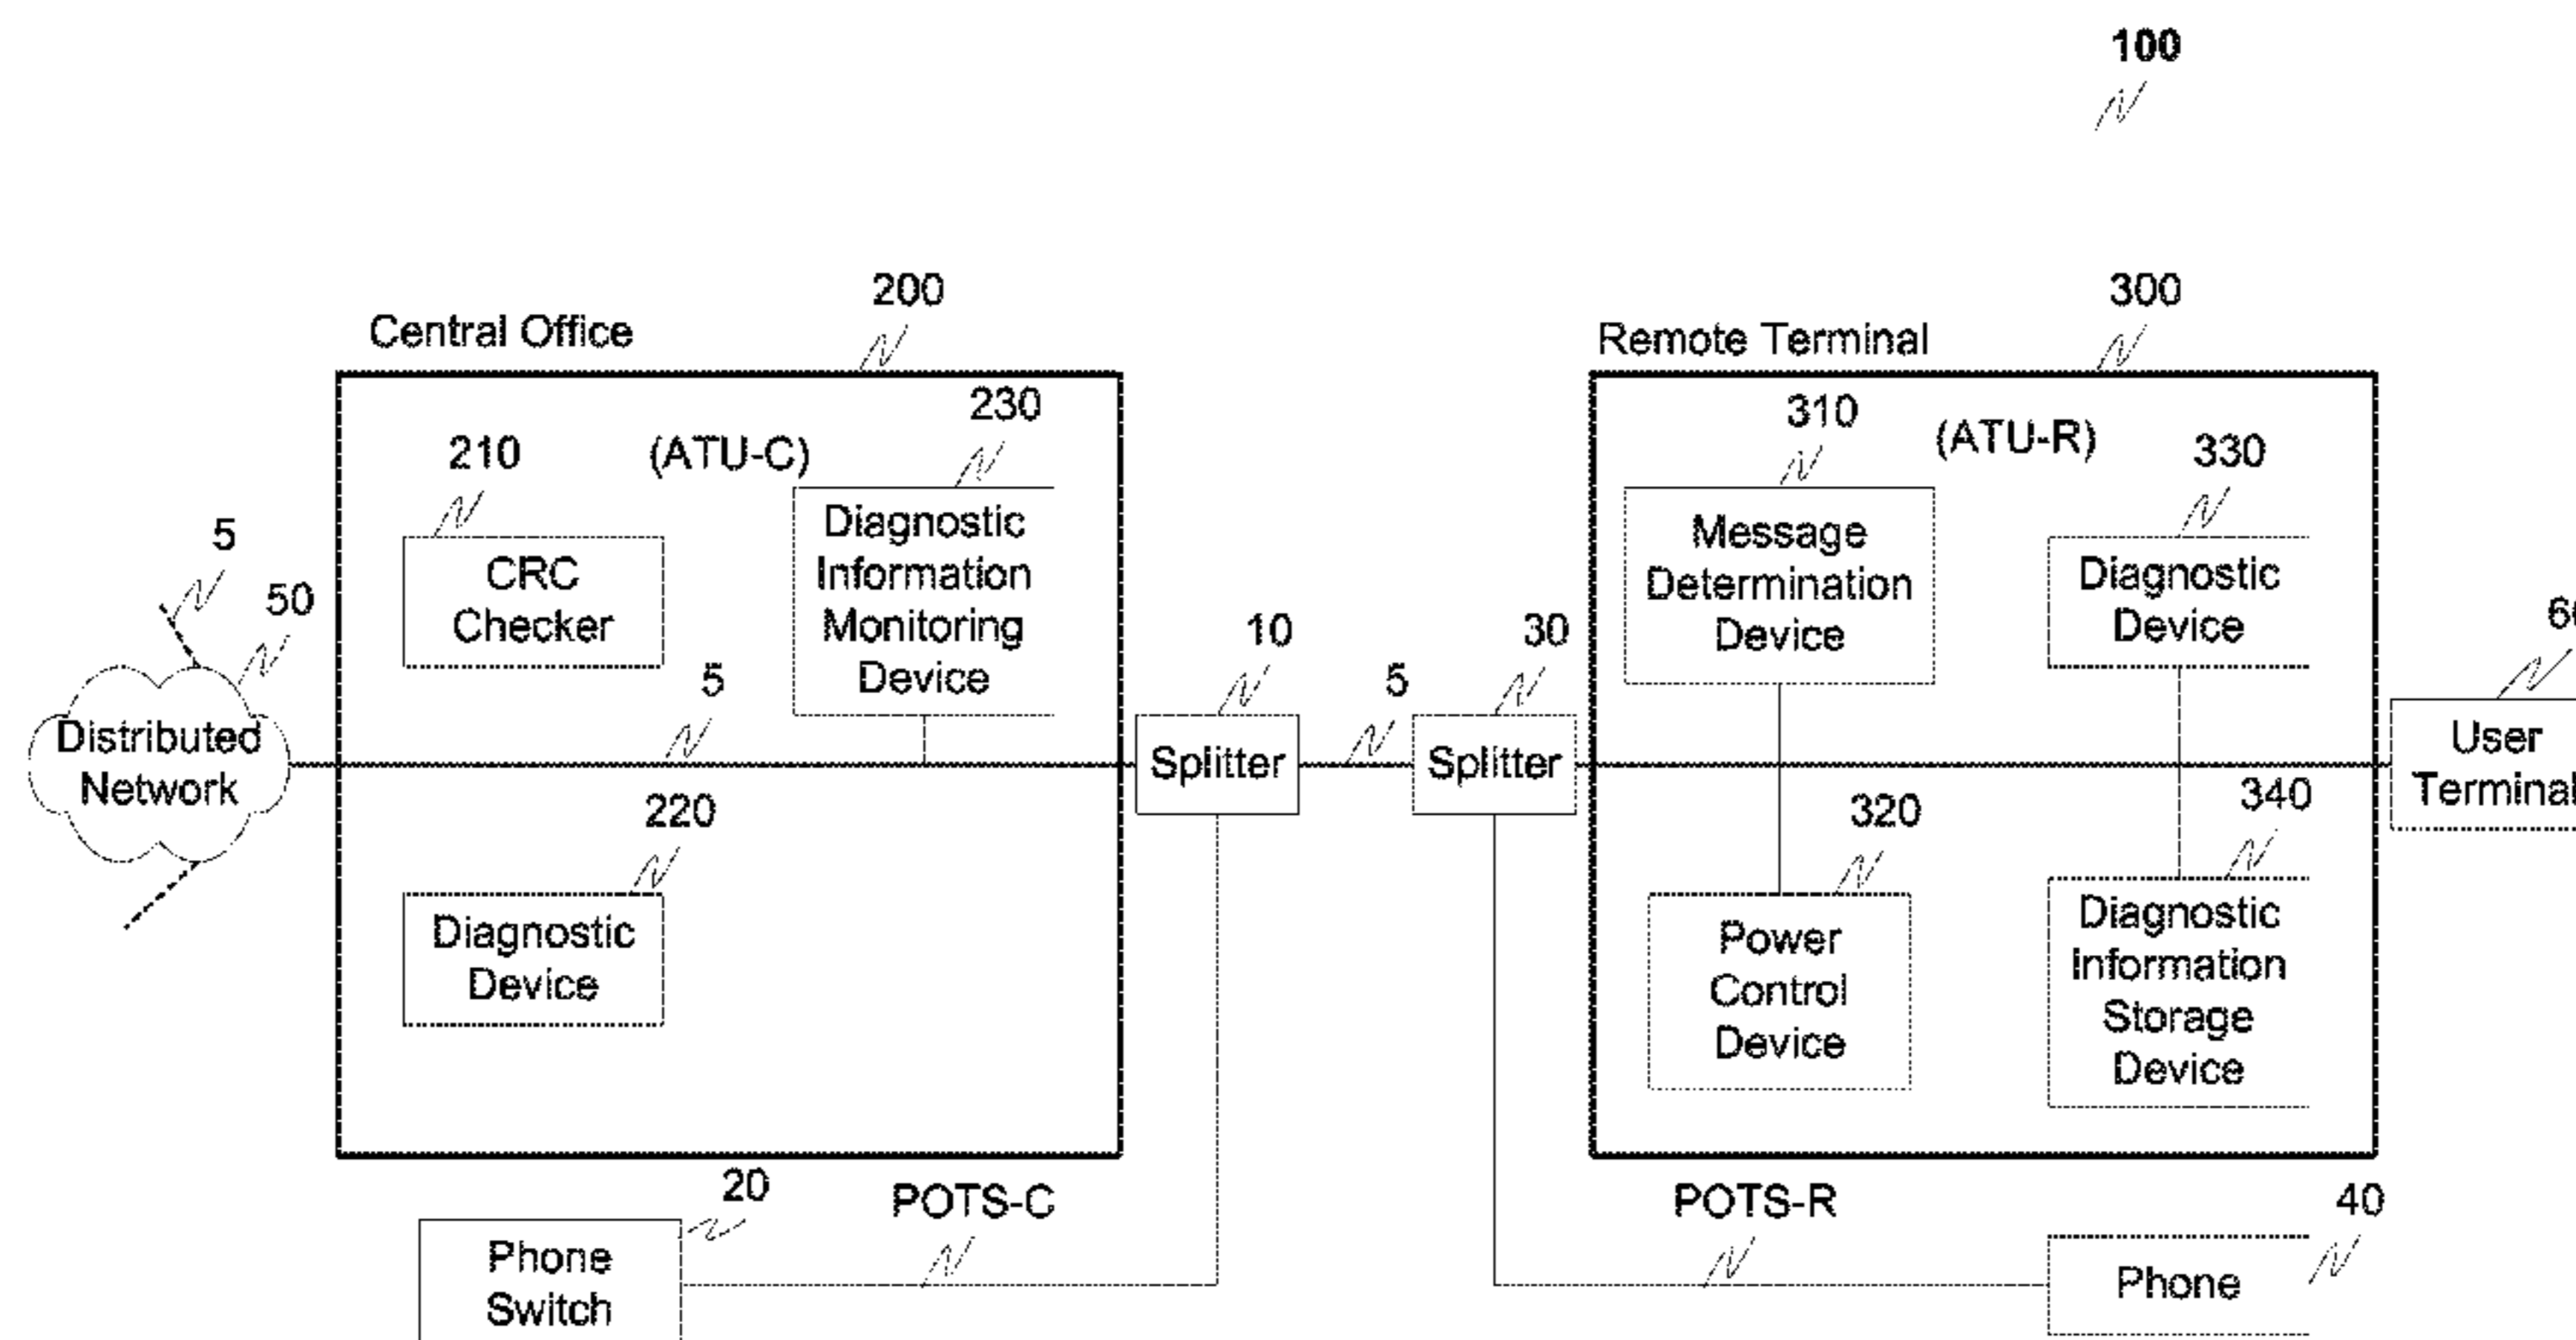 100
200
300
Central Office
Remote Terminal
230
310
(ATU-R)
210
(ATU-C)
330
Diagnostic
Information
Monitoring
Device
Message
Determination
Device
5
50
CRC
Checker
Diagnostic
Device
10
30
5
5
Distributed
Network
Splitter
Splitter
User
Terminal
220
320
340
Diagnostic
Device
Power
Control
Device
Diagnostic
Information
Storage
Device
20
POTS-C
POTS-R
40
Phone
Switch
Phone